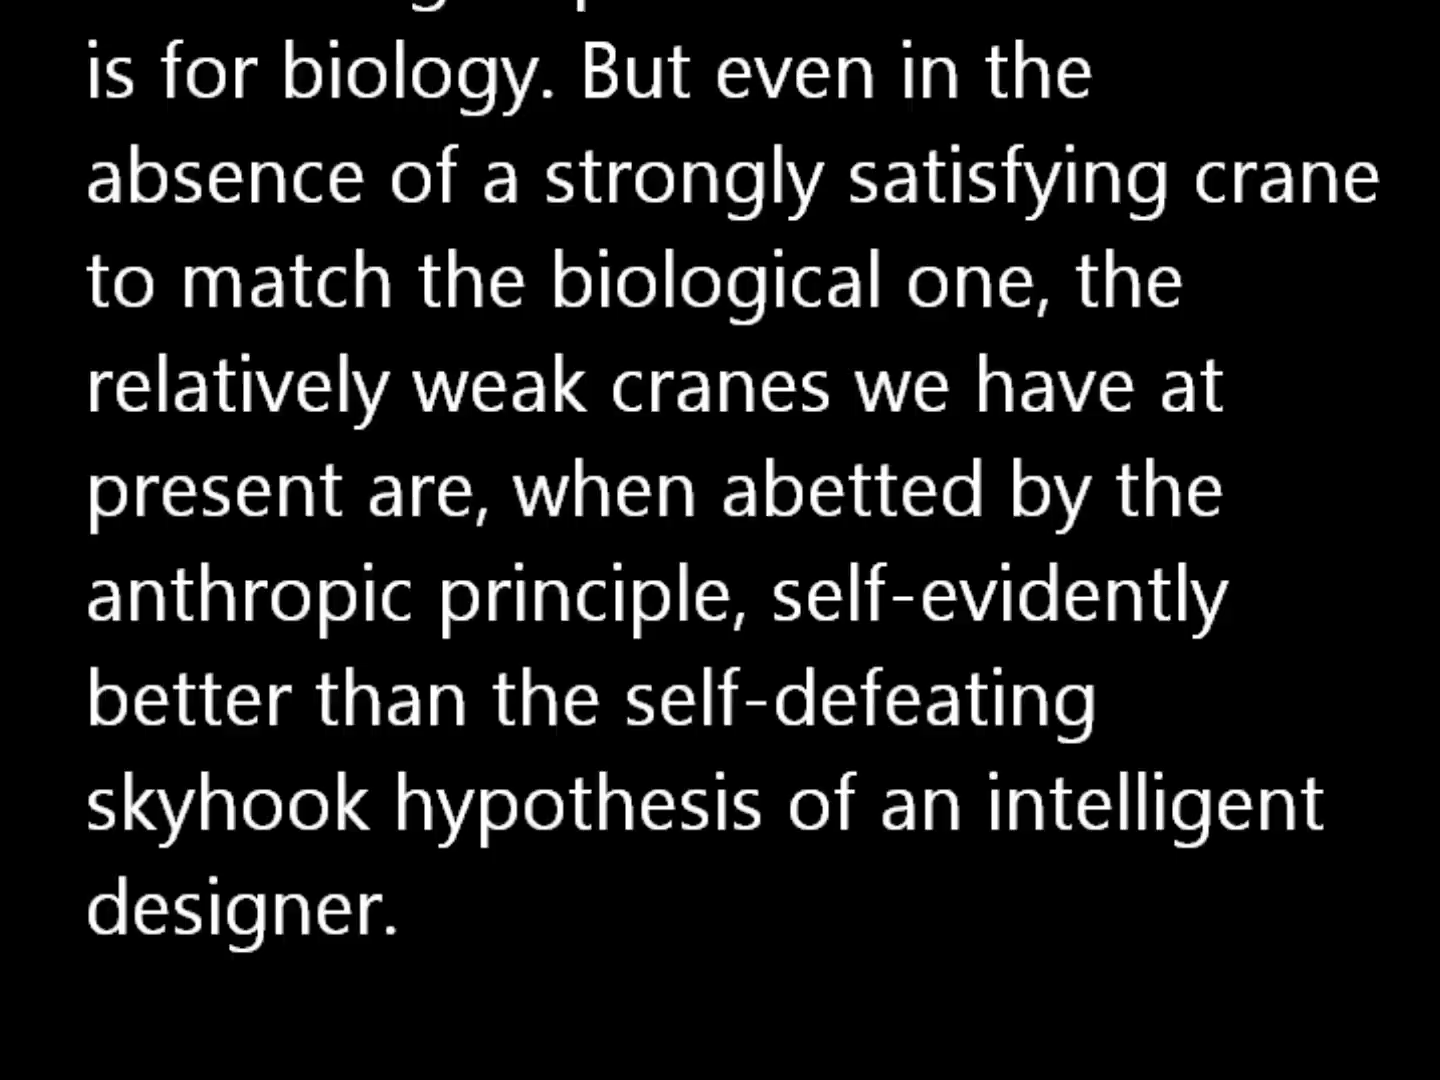 is for biology. But even in the
absence of a strongly satisfying crane
to match the biological one, the
relatively weak cranes we have at
present are, when abetted by the
anthropic principle, self-evidently
better than the self-defeating
skyhook hypothesis of an intelligent
designer.